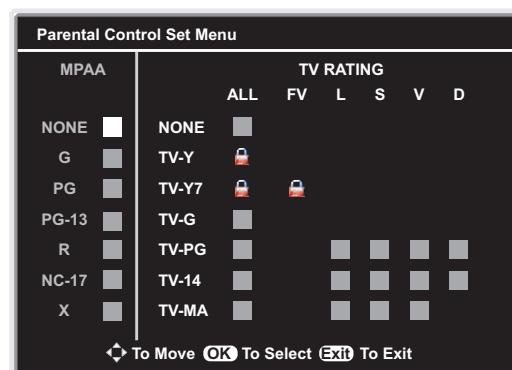 Parental Control Set Menu
MPAA
TV RATING
ALL FV L S V D
NONE NONE
G TV-Y
PG TV-Y7
PG-13 TV-G
R TV-PG
NC-17 TV-14
X TV-MA
To Move OK To Select Exit To Exit